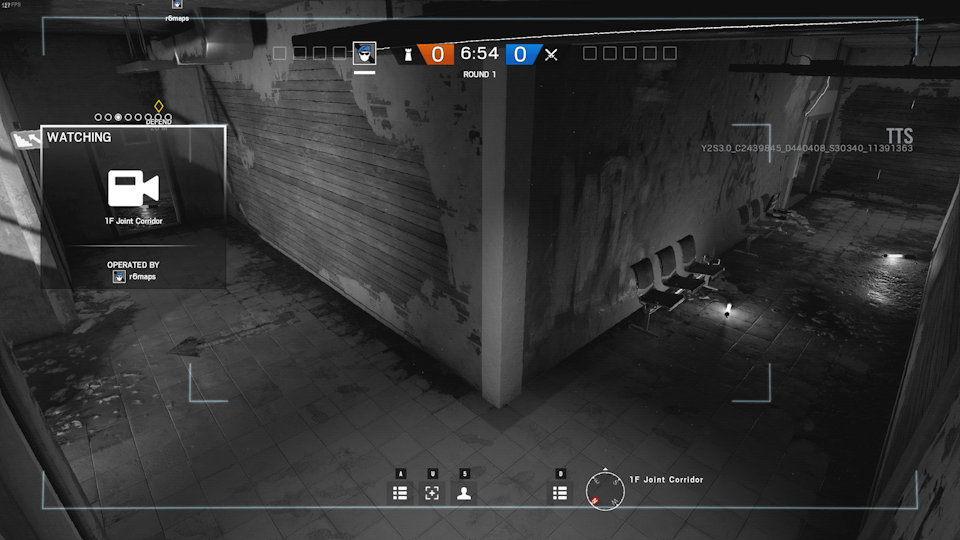 r6maps
0 6:54 0
ROUND 1
DEFEND
WATCHING
1F Joint Corridor
OPERATED BY
r6maps
TTS
Y2S3.0_C2439845_D440408_S30340_11391363
A U 5 D
N
1F Joint Corridor